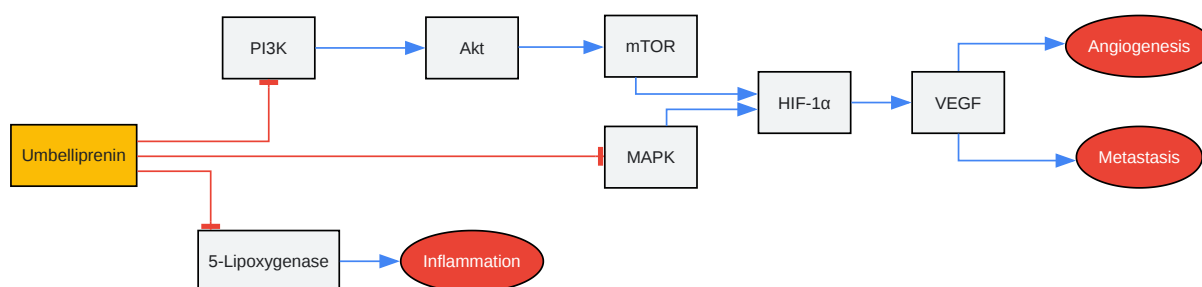 PI3K
Akt
mTOR
Angiogenesis
HIF-1α
VEGF
Umbelliprenin
MAPK
Metastasis
5-Lipoxygenase
Inflammation